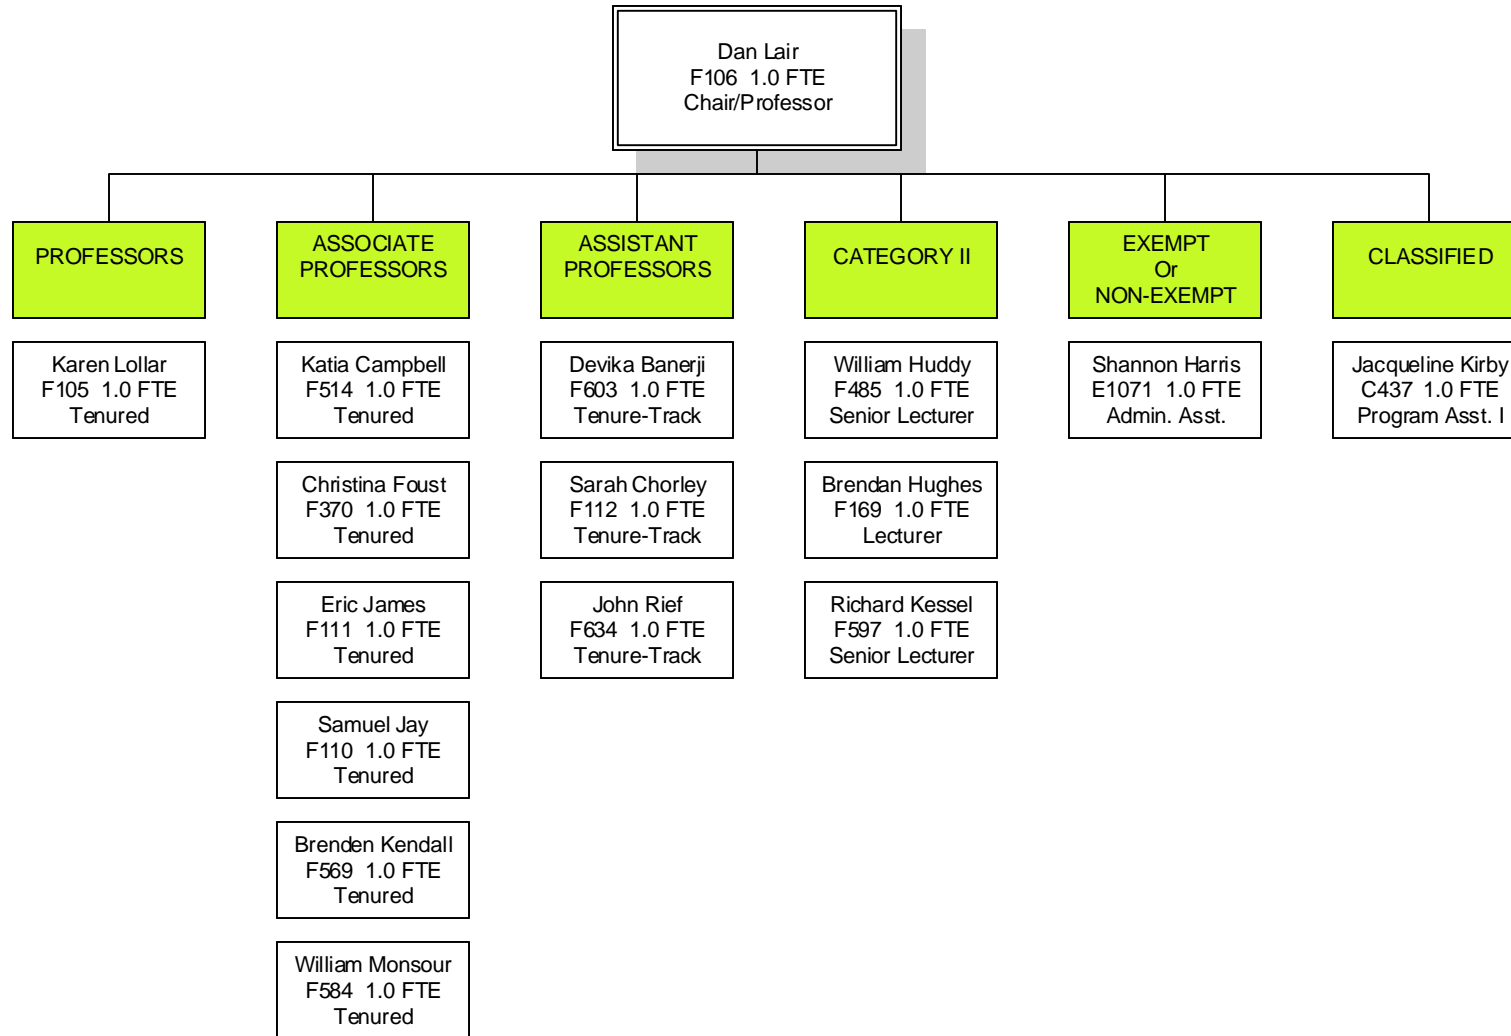 Dan Lair
F106 1.0 FTE
Chair/Professor
PROFESSORS
Karen Lollar
F105 1.0 FTE
Tenured
ASSOCIATE
PROFESSORS
Katia Campbell
F514 1.0 FTE
Tenured
Christina Foust
F370 1.0 FTE
Tenured
Eric James
F111 1.0 FTE
Tenured
Samuel Jay
F110 1.0 FTE
Tenured
Brenden Kendall
F569 1.0 FTE
Tenured
William Monsour
F584 1.0 FTE
Tenured
ASSISTANT
PROFESSORS
Devika Banerji
F603 1.0 FTE
Tenure-Track
Sarah Chorley
F112 1.0 FTE
Tenure-Track
John Rief
F634 1.0 FTE
Tenure-Track
CATEGORY II
William Huddy
F485 1.0 FTE
Senior Lecturer
Brendan Hughes
F169 1.0 FTE
Lecturer
Richard Kessel
F597 1.0 FTE
Senior Lecturer
EXEMPT
Or
NON-EXEMPT
Shannon Harris
E1071 1.0 FTE
Admin. Asst.
CLASSIFIED
Jacqueline Kirby
C437 1.0 FTE
Program Asst. I